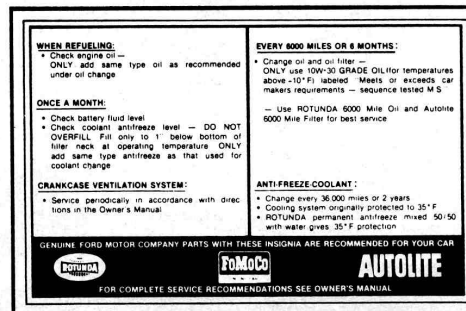 WHEN REFUELING:
• Check engine oil —
ONLY add same type oil as recommended
under oil change
ONCE A MONTH:
• Check battery fluid level
• Check coolant antifreeze level — DO NOT
OVERFILL Fill only to 1" below bottom of
filler neck at operating temperature ONLY
add same type antifreeze as that used for
coolant change
CRANKCASE VENTILATION SYSTEM:
• Service periodically in accordance with direc
tions in the Owner's Manual
EVERY 6000 MILES OR 6 MONTHS:
• Change oil and oil filter —
ONLY use 10W-30 GRADE OIL (for temperatures
above -10°F) labeled "Meets or exceeds car
makers requirements — sequence tested M S"
— Use ROTUNDA 6000 Mile Oil and Autolite
6000 Mile Filter for best service
ANTI-FREEZE-COOLANT:
• Change every 36.000 miles or 2 years
• Cooling system originally protected to 35°F
• ROTUNDA permanent antifreeze mixed 50/50
with water gives 35°F protection
GENUINE FORD MOTOR COMPANY PARTS WITH THESE INSIGNIA ARE RECOMMENDED FOR YOUR CAR
ROTUNDA
FoMoCo
AUTOLITE
FOR COMPLETE SERVICE RECOMMENDATIONS SEE OWNER'S MANUAL